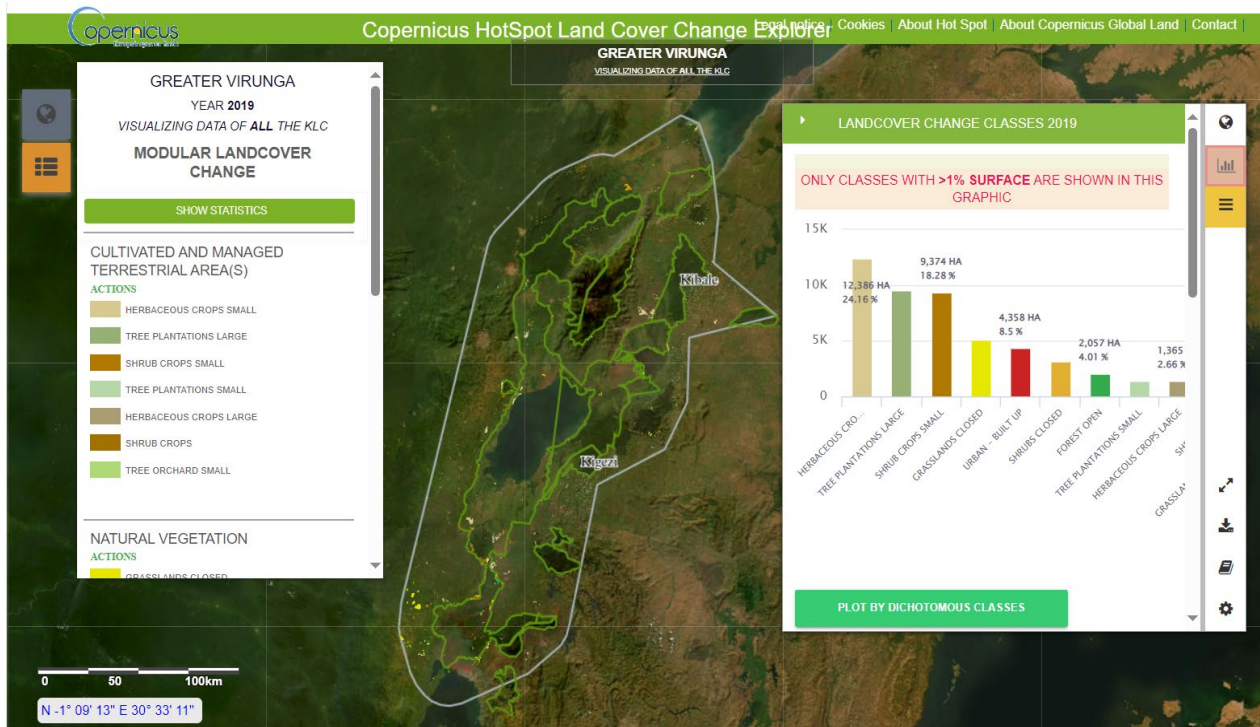 opernicus
Copernicus HotSpot Land Cover Change Explorer
Legal notice | Cookies | About Hot Spot | About Copernicus Global Land | Contact |
GREATER VIRUNGA
VISUALIZING DATA OF ALL THE KLC
GREATER VIRUNGA
YEAR 2019
VISUALIZING DATA OF ALL THE KLC
MODULAR LANDCOVER
CHANGE
SHOW STATISTICS
CULTIVATED AND MANAGED
TERRESTRIAL AREA(S)
ACTIONS
HERBACEOUS CROPS SMALL
TREE PLANTATIONS LARGE
SHRUB CROPS SMALL
TREE PLANTATIONS SMALL
HERBACEOUS CROPS LARGE
SHRUB CROPS
TREE ORCHARD SMALL
NATURAL VEGETATION
ACTIONS
GRASSLANDS CLOSED
Kibale
Kigezi
LANDCOVER CHANGE CLASSES 2019
ONLY CLASSES WITH >1% SURFACE ARE SHOWN IN THIS
GRAPHIC
15K
10K
5K
0
12,386 HA
24.16 %
9,374 HA
18.28 %
4,358 HA
8.5 %
2,057 HA
4.01 %
1,365
2.66 %
HERBACEOUS CRO...
TREE PLANTATIONS LARGE
SHRUB CROPS SMALL
GRASSLANDS CLOSED
URBAN - BUILT UP
SHRUBS CLOSED
FOREST OPEN
TREE PLANTATIONS SMALL
HERBACEOUS CROPS LARGE
SH
GRASSLA
PLOT BY DICHOTOMOUS CLASSES
0 50 100km
N -1° 09' 13" E 30° 33' 11"